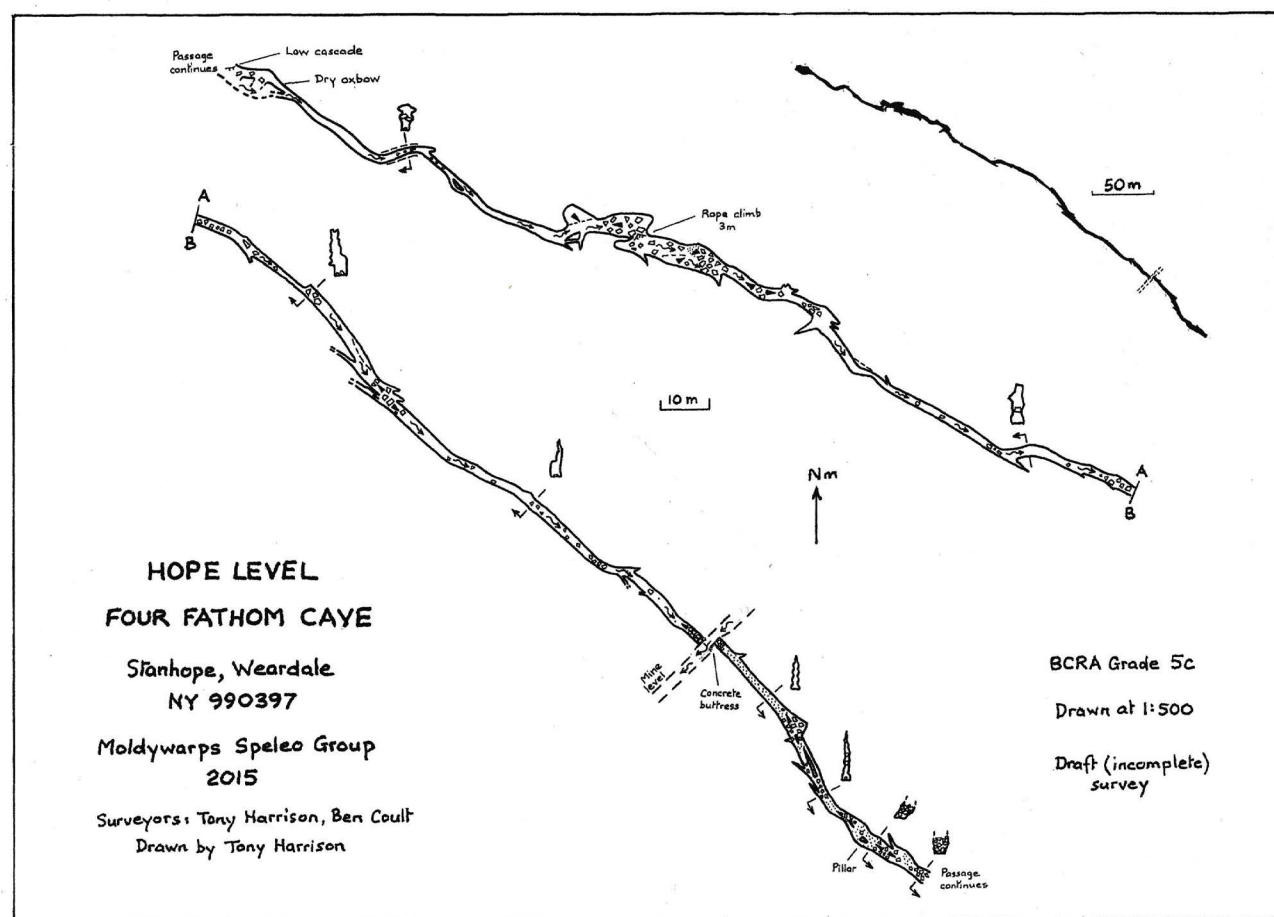 Low cascade
Passage
continues
Dry oxbow
Rope climb
3m
50m
A
B
10m
A
B
Nm
HOPE LEVEL
FOUR FATHOM CAVE
Stanhope, Weardale
NY 990397
Moldywarps Speleo Group
2015
Surveyors: Tony Harrison, Ben Coult
Drawn by Tony Harrison
Mine
level
Concrete
buttress
Pillar
Passage
continues
BCRA Grade 5c
Drawn at 1:500
Draft (incomplete)
survey